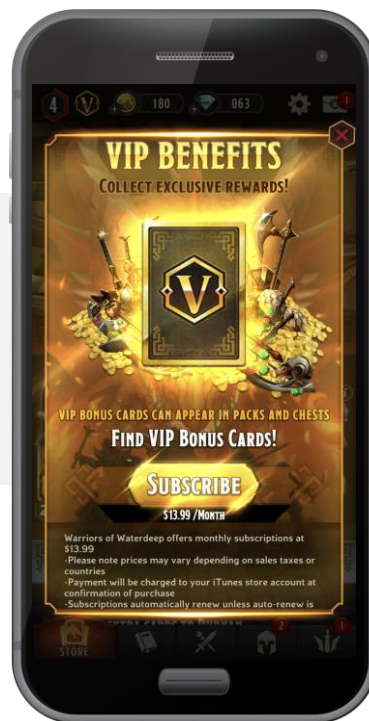 4 V 180 063 1
VIP BENEFITS
COLLECT EXCLUSIVE REWARDS!
V
VIP BONUS CARDS CAN APPEAR IN PACKS AND CHESTS
FIND VIP BONUS CARDS!
SUBSCRIBE
$13.99 /MONTH
Warriors of Waterdeep offers monthly subscriptions at
$13.99
-Please note prices may vary depending on sales taxes or
countries
-Payment will be charged to your iTunes store account at
confirmation of purchase
-Subscriptions automatically renew unless auto-renew is
STORE 2 1